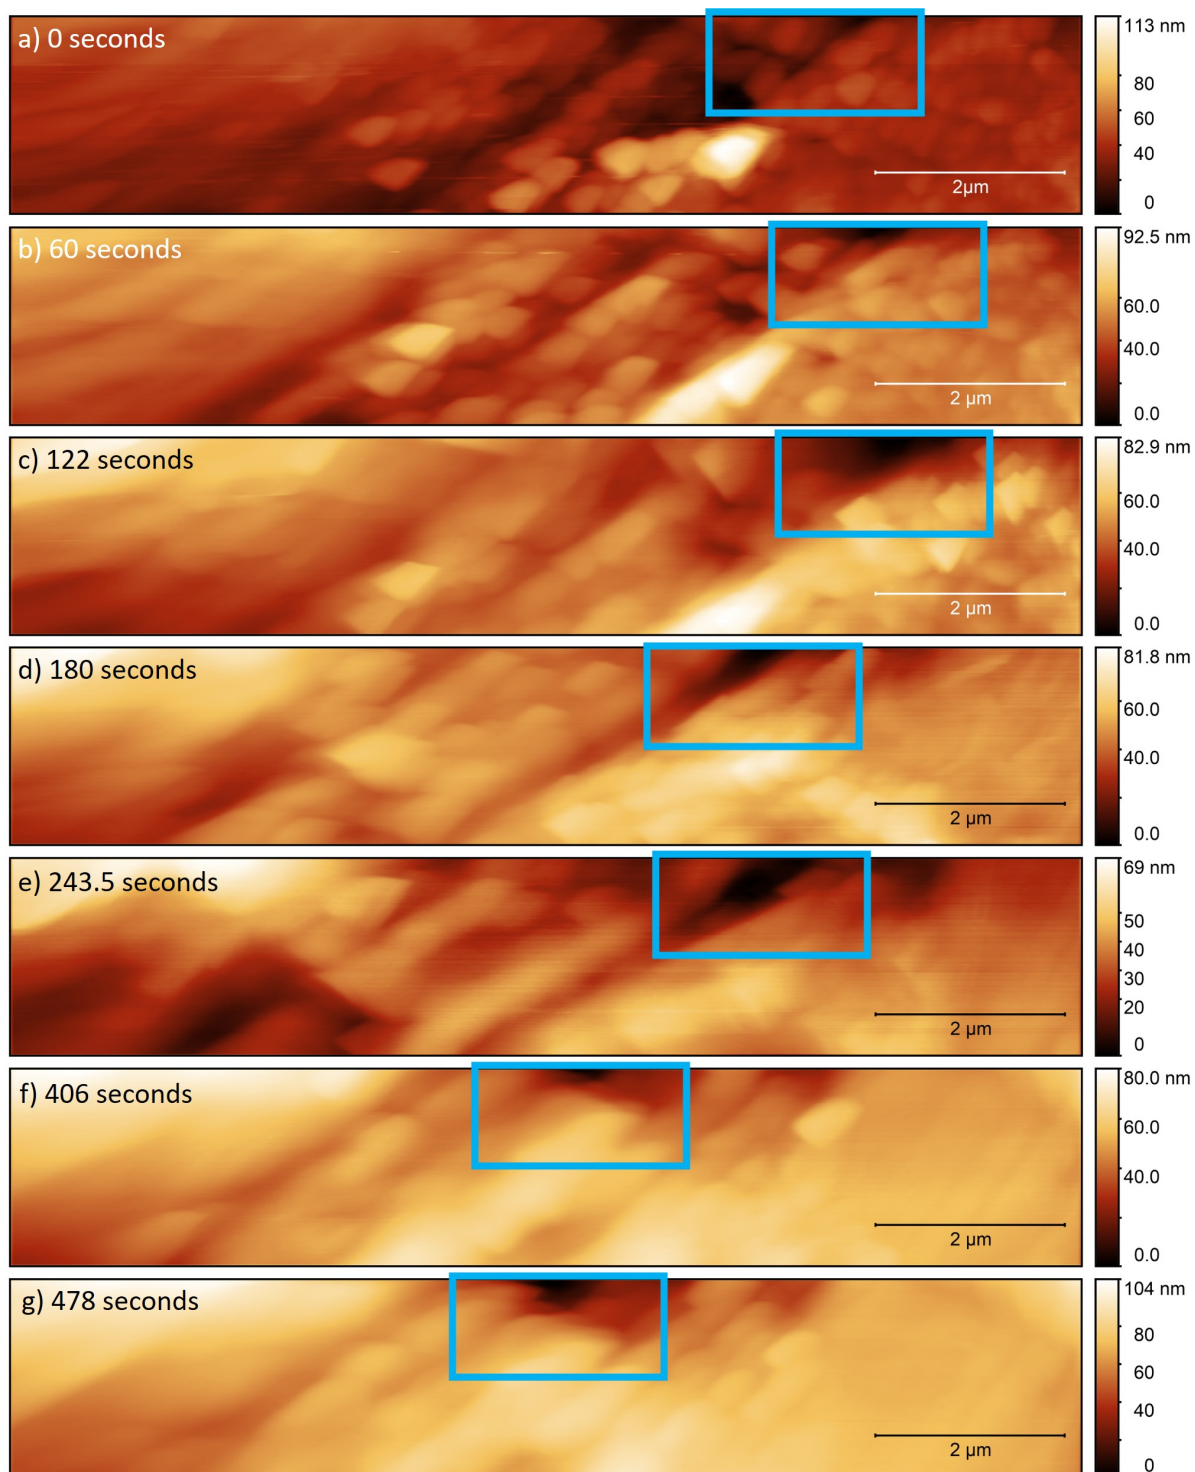 a) 0 seconds
113 nm
80
60
40
0
2μm
b) 60 seconds
92.5 nm
60.0
40.0
0.0
2 μm
c) 122 seconds
82.9 nm
60.0
40.0
0.0
2 μm
d) 180 seconds
81.8 nm
60.0
40.0
0.0
2 μm
e) 243.5 seconds
69 nm
50
40
30
20
0
2 μm
f) 406 seconds
80.0 nm
60.0
40.0
0.0
2 μm
g) 478 seconds
104 nm
80
60
40
0
2 μm